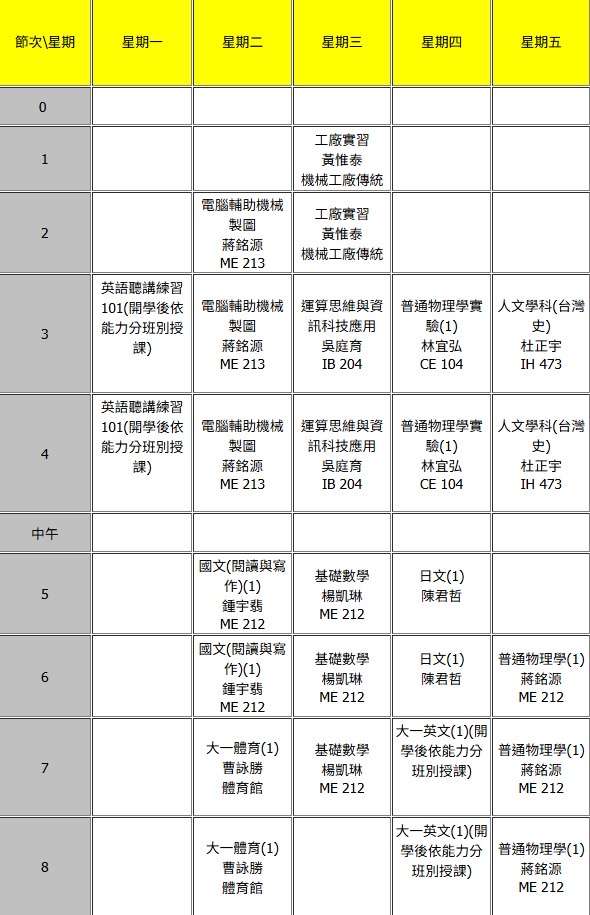 節次\星期
星期一
星期二
星期三
星期四
星期五
0
1
工廠實習
黃惟泰
機械工廠傳統
2
電腦輔助機械
製圖
蔣銘源
ME 213
工廠實習
黃惟泰
機械工廠傳統
3
英語聽講練習
101(開學後依
能力分班別授
課)
電腦輔助機械
製圖
蔣銘源
ME 213
運算思維與資
訊科技應用
吳庭育
IB 204
普通物理學實
驗(1)
林宜弘
CE 104
人文學科(台灣
史)
杜正宇
IH 473
4
英語聽講練習
101(開學後依
能力分班別授
課)
電腦輔助機械
製圖
蔣銘源
ME 213
運算思維與資
訊科技應用
吳庭育
IB 204
普通物理學實
驗(1)
林宜弘
CE 104
人文學科(台灣
史)
杜正宇
IH 473
中午
5
國文(閱讀與寫
作)(1)
鍾宇翡
ME 212
基礎數學
楊凱琳
ME 212
日文(1)
陳君哲
6
國文(閱讀與寫
作)(1)
鍾宇翡
ME 212
基礎數學
楊凱琳
ME 212
日文(1)
陳君哲
普通物理學(1)
蔣銘源
ME 212
7
大一體育(1)
曹詠勝
體育館
基礎數學
楊凱琳
ME 212
大一英文(1)(開
學後依能力分
班別授課)
普通物理學(1)
蔣銘源
ME 212
8
大一體育(1)
曹詠勝
體育館
大一英文(1)(開
學後依能力分
班別授課)
普通物理學(1)
蔣銘源
ME 212